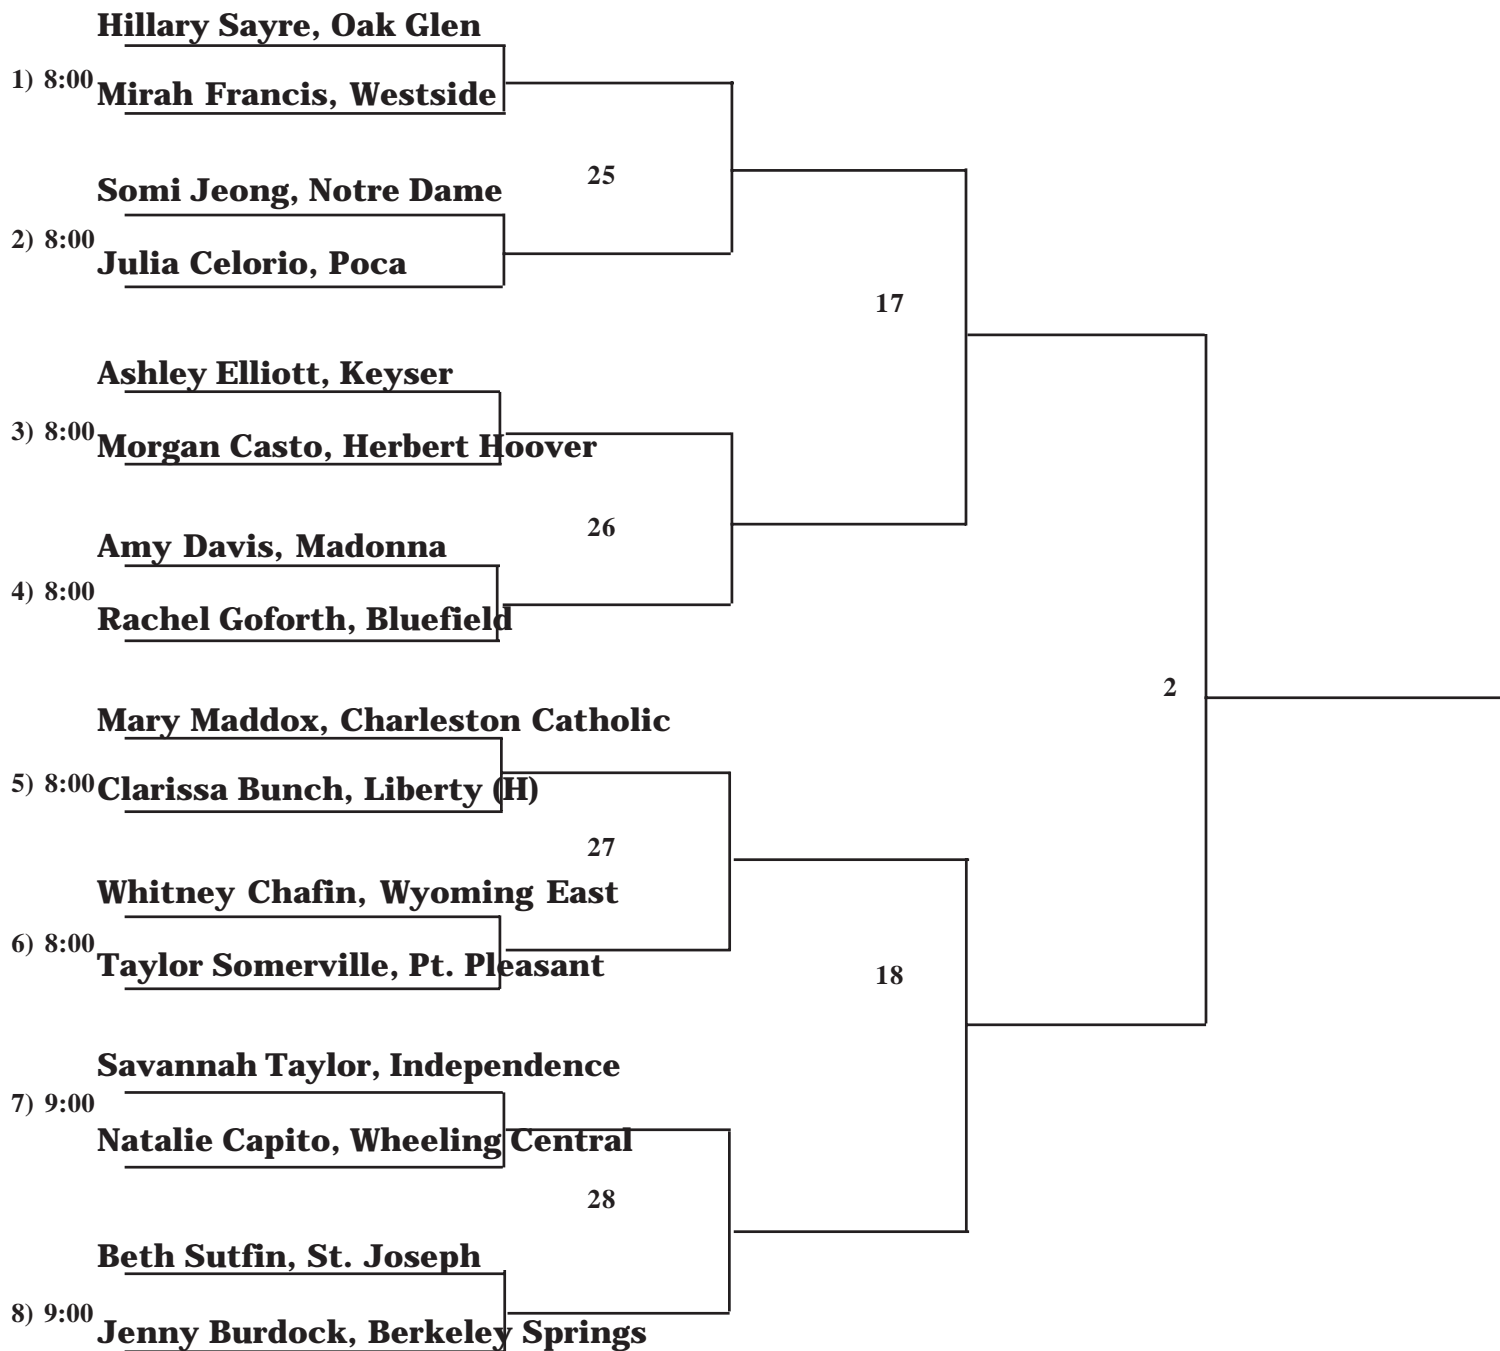 Hillary Sayre, Oak Glen
1) 8:00
Mirah Francis, Westside
25
Somi Jeong, Notre Dame
2) 8:00
Julia Celorio, Poca
17
Ashley Elliott, Keyser
3) 8:00
Morgan Casto, Herbert Hoover
26
Amy Davis, Madonna
4) 8:00
Rachel Goforth, Bluefield
2
Mary Maddox, Charleston Catholic
5) 8:00
Clarissa Bunch, Liberty (H)
27
Whitney Chafin, Wyoming East
6) 8:00
Taylor Somerville, Pt. Pleasant
18
Savannah Taylor, Independence
7) 9:00
Natalie Capito, Wheeling Central
28
Beth Sutfin, St. Joseph
8) 9:00
Jenny Burdock, Berkeley Springs